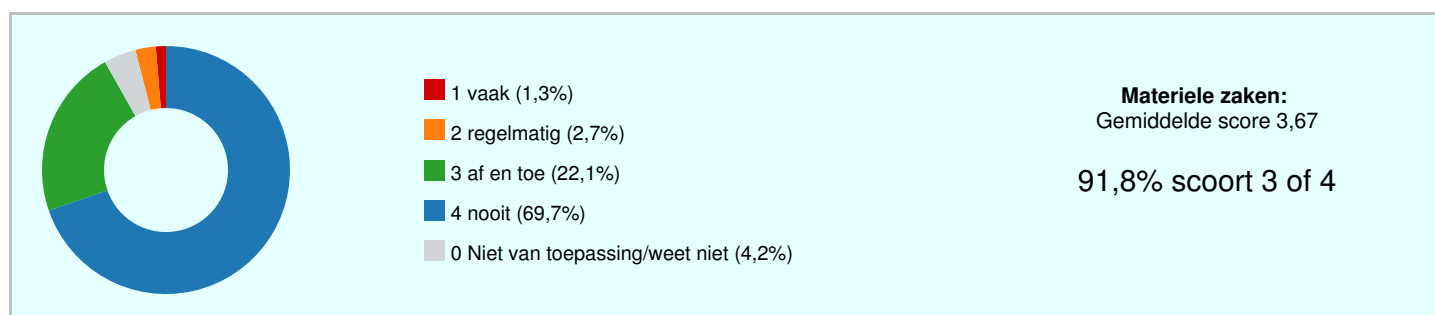 1 vaak (1,3%)
2 regelmatig (2,7%)
3 af en toe (22,1%)
4 nooit (69,7%)
0 Niet van toepassing/weet niet (4,2%)
Materiele zaken:
Gemiddelde score 3,67
91,8% scoort 3 of 4